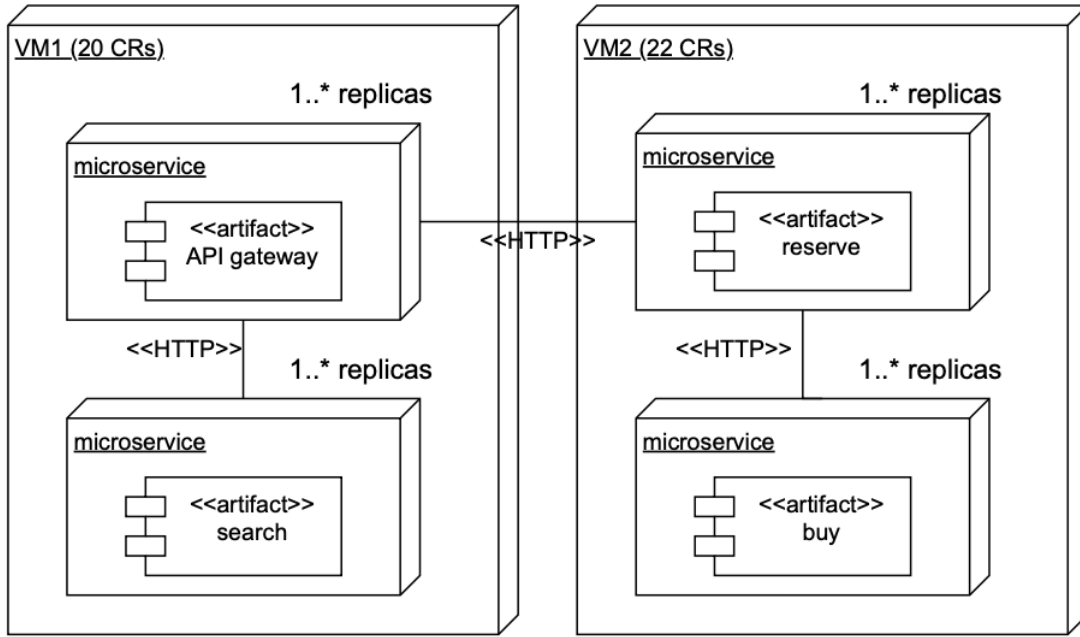 VM1 (20 CRs)
1..* replicas
microservice
<<artifact>>
API gateway
<<HTTP>>
1..* replicas
microservice
<<artifact>>
search
<<HTTP>>
VM2 (22 CRs)
1..* replicas
microservice
<<artifact>>
reserve
<<HTTP>>
1..* replicas
microservice
<<artifact>>
buy